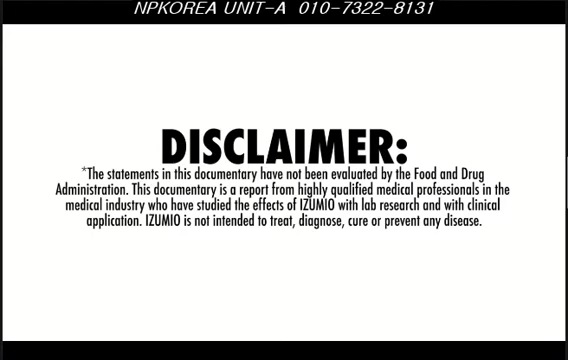 NPKOREA UNIT-A 010-7322-8131
DISCLAIMER:
*The statements in this documentary have not been evaluated by the Food and Drug
Administration. This documentary is a report from highly qualified medical professionals in the
medical industry who have studied the effects of IZUMIO with lab research and with clinical
application. IZUMIO is not intended to treat, diagnose, cure or prevent any disease.